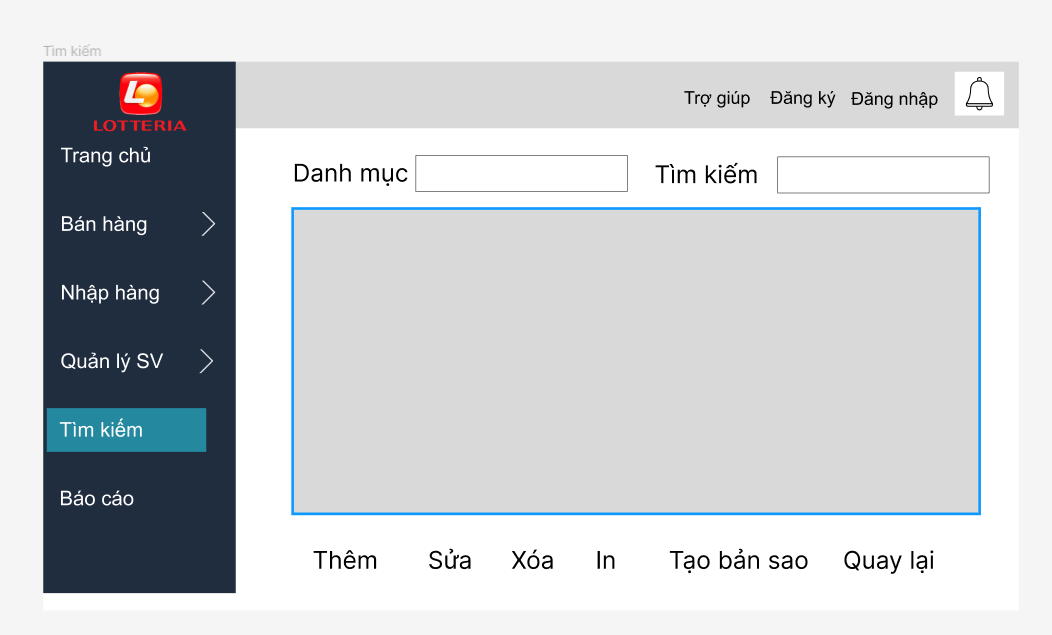 Tìm kiếm
LOTTERIA
Trang chủ
Bán hàng
Nhập hàng
Quản lý SV
Tìm kiếm
Báo cáo
Trợ giúp Đăng ký Đăng nhập
Danh mục Tìm kiếm
Thêm Sửa Xóa In Tạo bản sao Quay lại